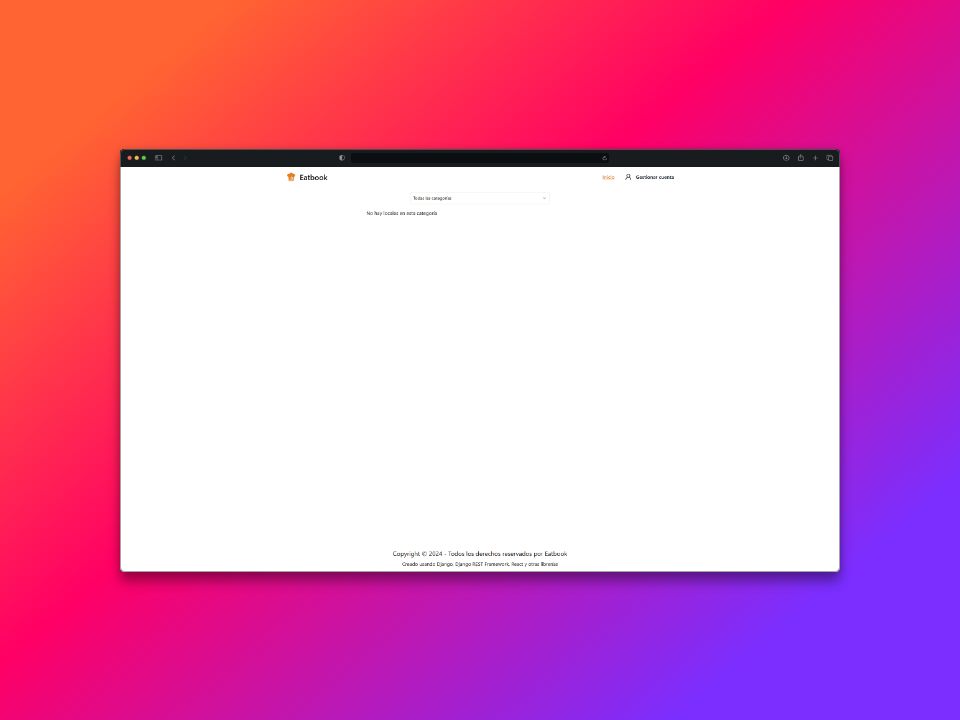 Eatbook
Inicio
Gestionar cuenta
Todas las categorías
No hay locales en esta categoría
Copyright © 2024 - Todos los derechos reservados por Eatbook
Creado usando Django, Django REST Framework, React y otras librerías